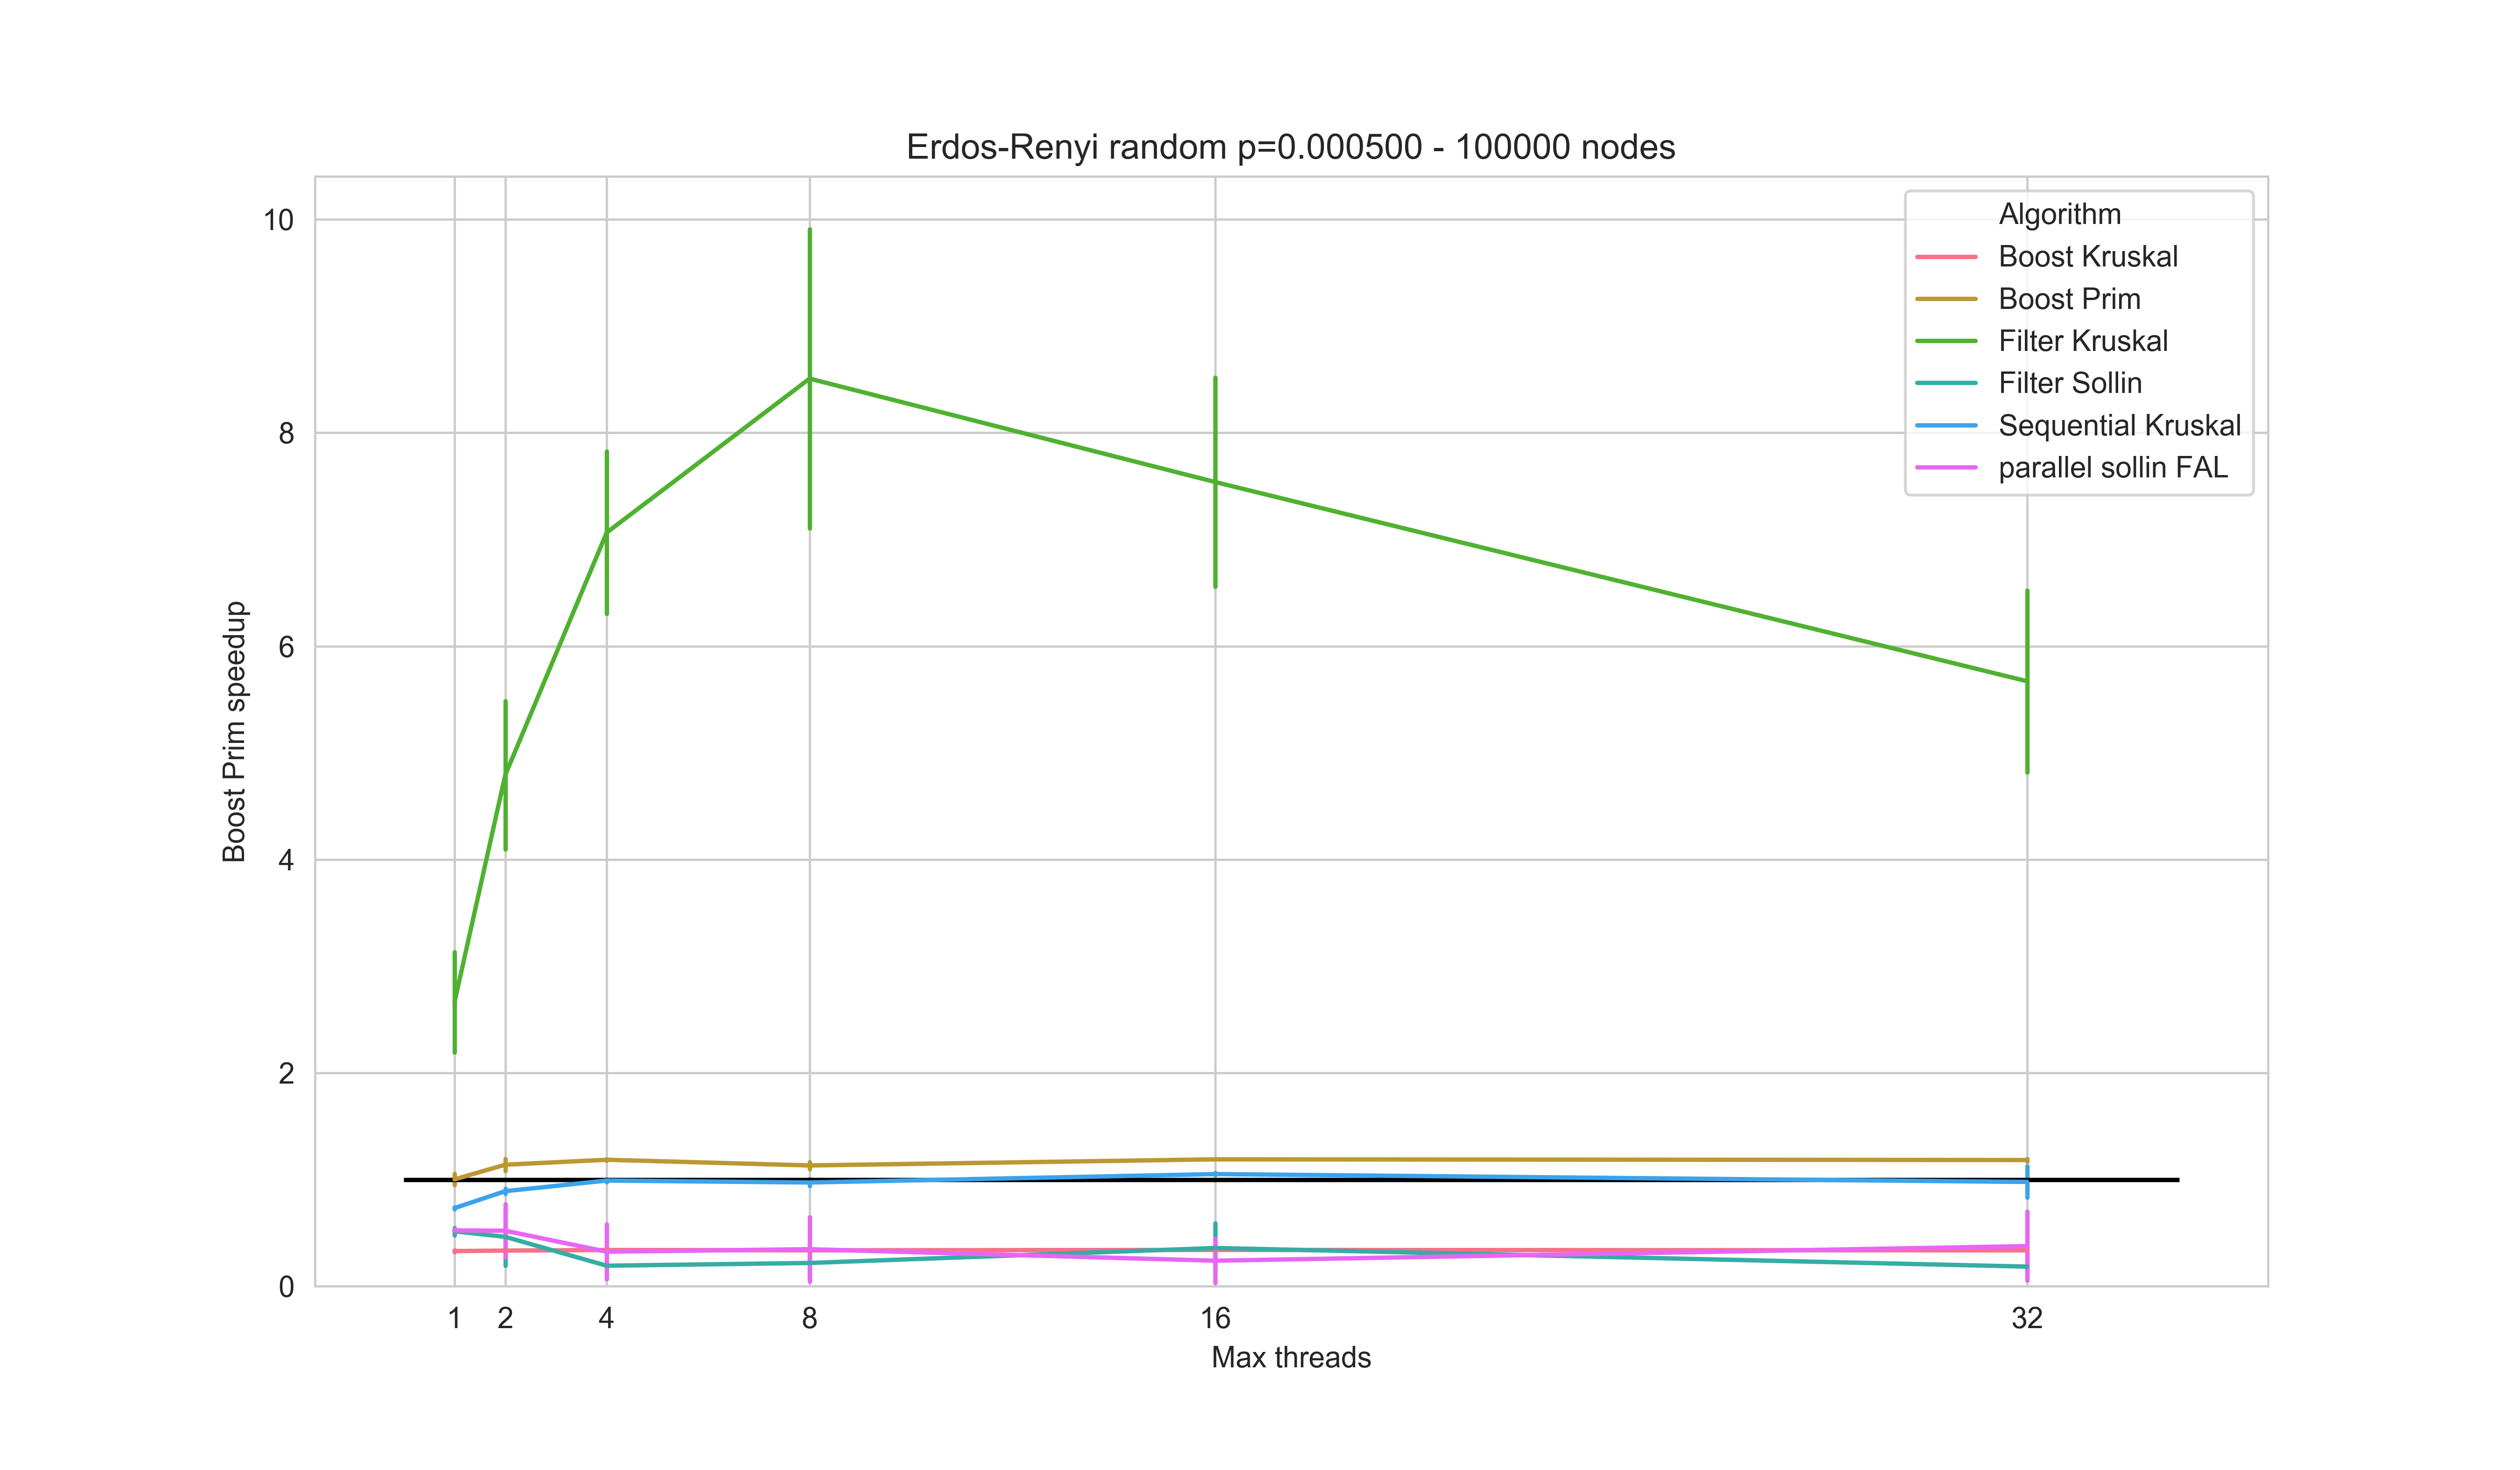 Erdos-Renyi random p=0.000500 - 100000 nodes
10
8
6
4
2
0
Boost Prim speedup
Algorithm
Boost Kruskal
Boost Prim
Filter Kruskal
Filter Sollin
Sequential Kruskal
parallel sollin FAL
1 2 4 8 16 32
Max threads